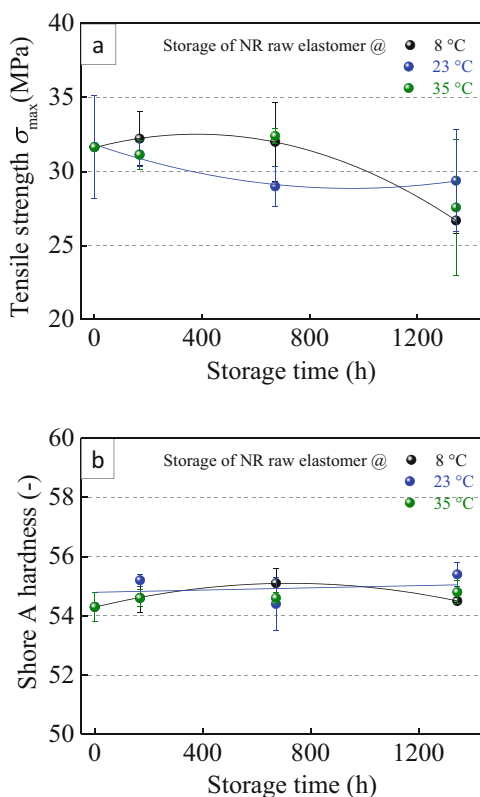 a
Storage of NR raw elastomer @
8 °C
23 °C
35 °C
Tensile strength σmax(MPa)
40
35
30
25
20
0
400
800
1200
Storage time (h)
b
Storage of NR raw elastomer @
8 °C
23 °C
35 °C
Shore A hardness (-)
60
58
56
54
52
50
0
400
800
1200
Storage time (h)